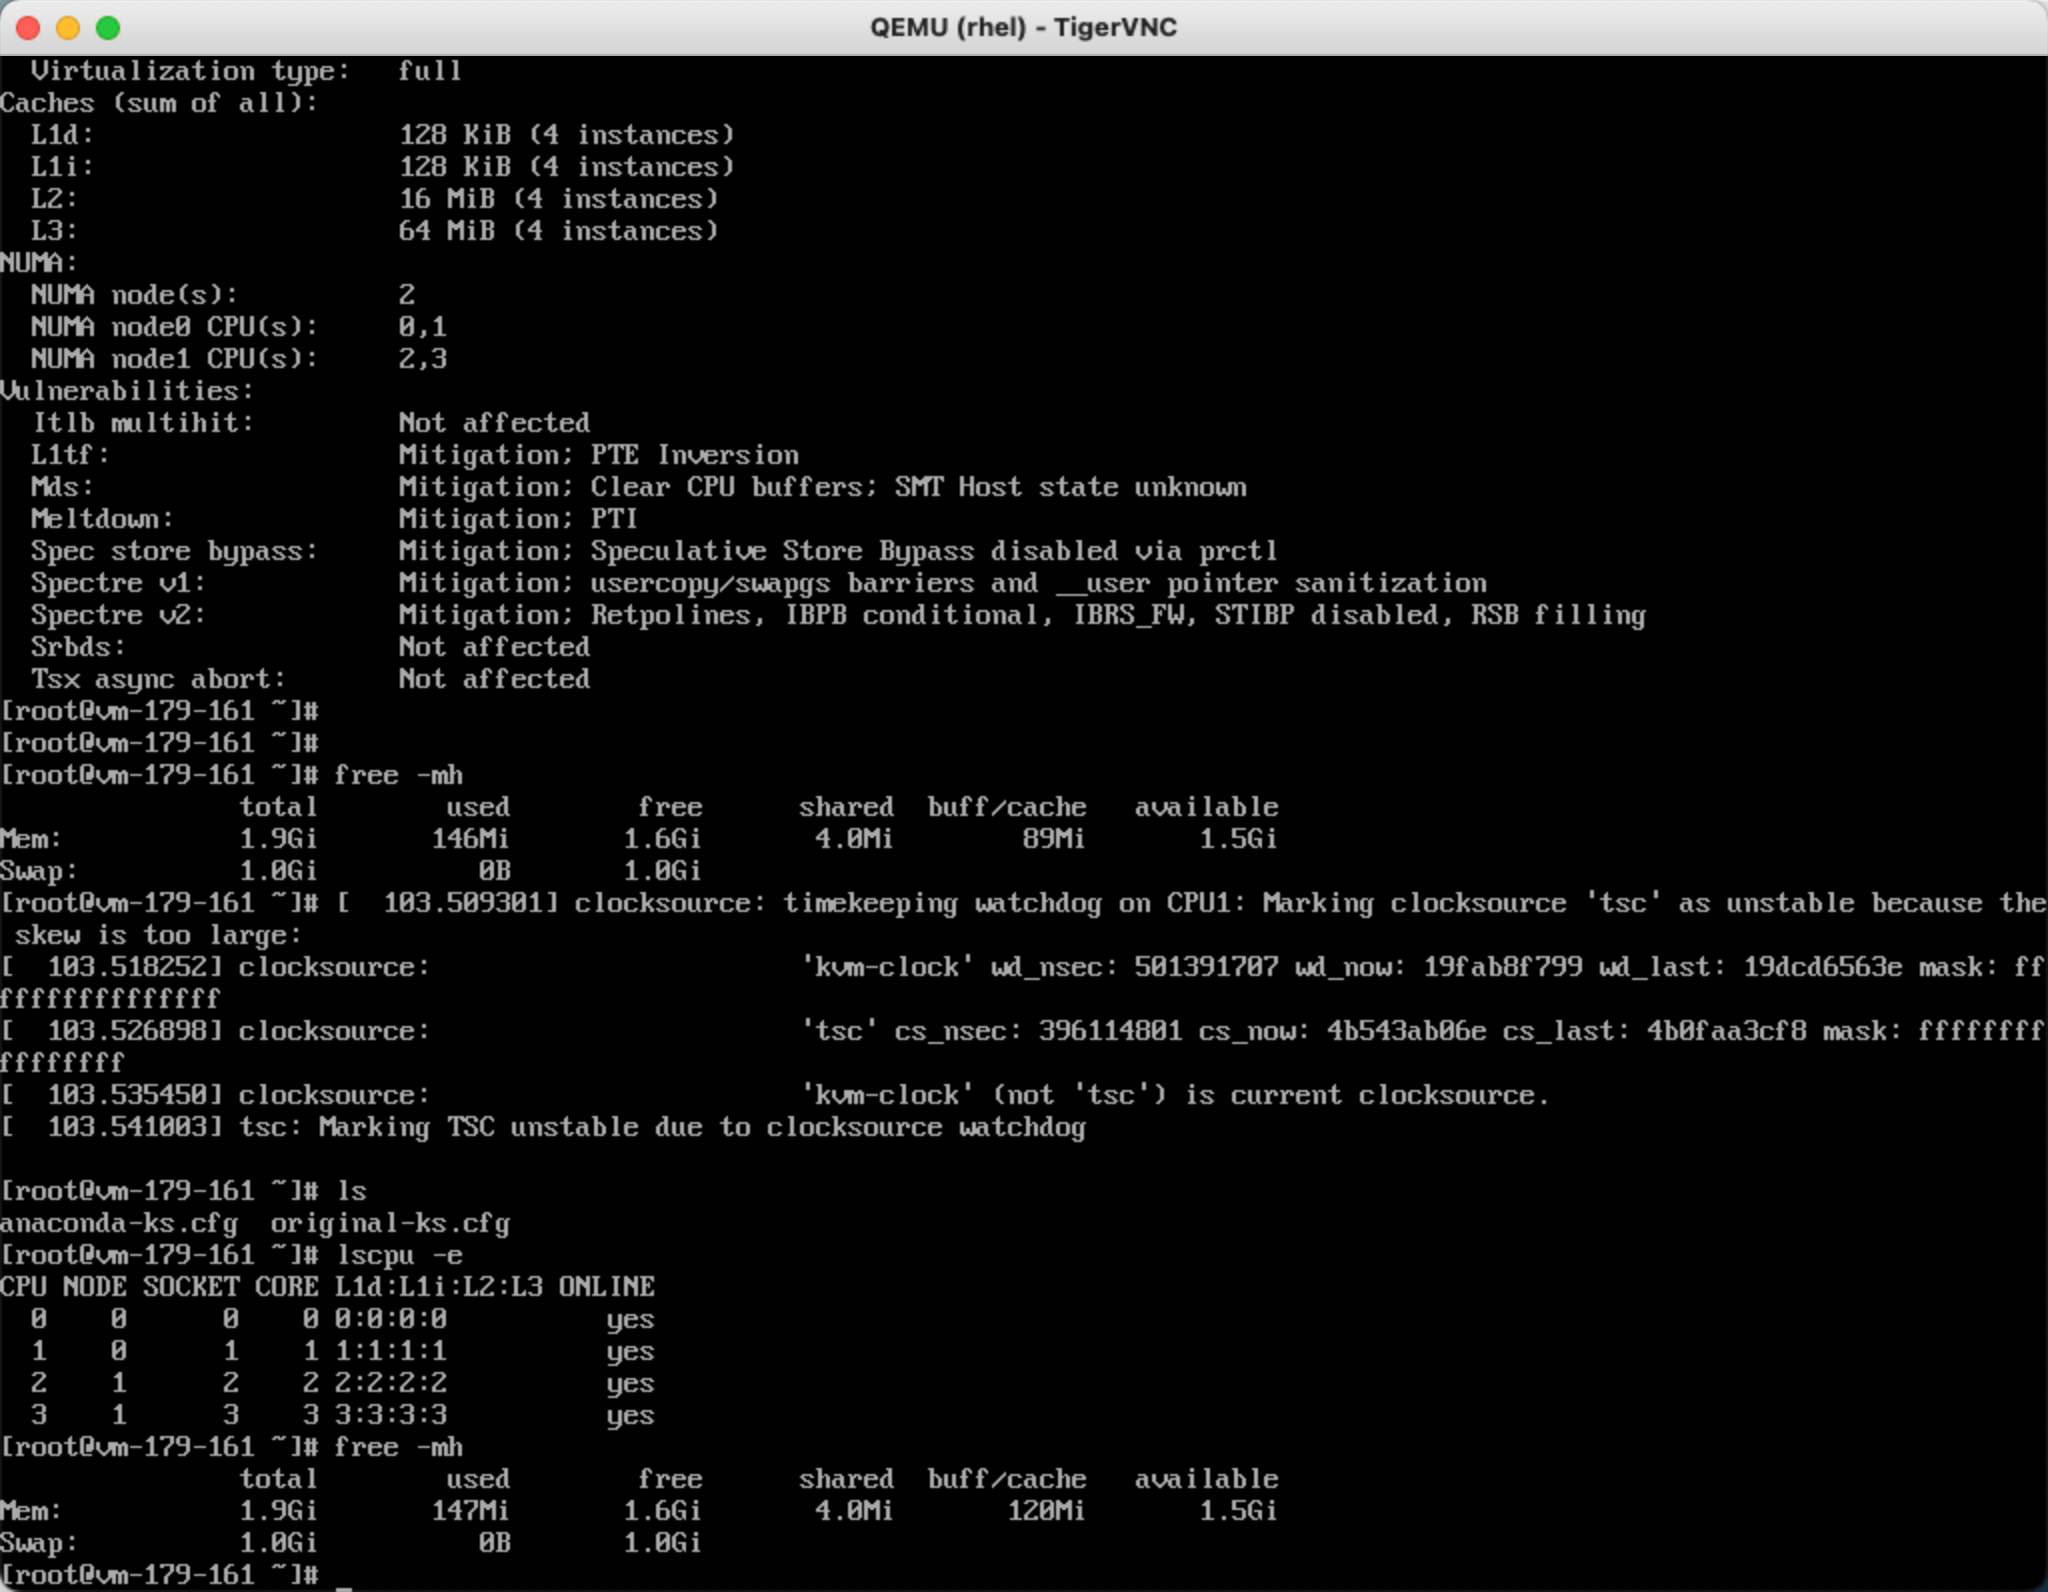 QEMU (rhel) - TigerVNC
  Virtualization type:   full
Caches (sum of all):
  L1d:                   128 KiB (4 instances)
  L1i:                   128 KiB (4 instances)
  L2:                    16 MiB (4 instances)
  L3:                    64 MiB (4 instances)
NUMA:
  NUMA node(s):          2
  NUMA node0 CPU(s):     0,1
  NUMA node1 CPU(s):     2,3
Vulnerabilities:
  Itlb multihit:         Not affected
  L1tf:                  Mitigation; PTE Inversion
  Mds:                   Mitigation; Clear CPU buffers; SMT Host state unknown
  Meltdown:              Mitigation; PTI
  Spec store bypass:     Mitigation; Speculative Store Bypass disabled via prctl
  Spectre v1:            Mitigation; usercopy/swapgs barriers and __user pointer sanitization
  Spectre v2:            Mitigation; Retpolines, IBPB conditional, IBRS_FW, STIBP disabled, RSB filling
  Srbds:                 Not affected
  Tsx async abort:       Not affected
[root@vm-179-161 ~]#
[root@vm-179-161 ~]#
[root@vm-179-161 ~]# free -mh
               total        used        free      shared  buff/cache   available
Mem:           1.9Gi       146Mi       1.6Gi       4.0Mi        89Mi       1.5Gi
Swap:          1.0Gi          0B       1.0Gi
[root@vm-179-161 ~]# [  103.509301] clocksource: timekeeping watchdog on CPU1: Marking clocksource 'tsc' as unstable because the
 skew is too large:
[  103.518252] clocksource:                       'kvm-clock' wd_nsec: 501391707 wd_now: 19fab8f799 wd_last: 19dcd6563e mask: ff
ffffffffffffff
[  103.526898] clocksource:                       'tsc' cs_nsec: 396114801 cs_now: 4b543ab06e cs_last: 4b0faa3cf8 mask: ffffffff
ffffffff
[  103.535450] clocksource:                       'kvm-clock' (not 'tsc') is current clocksource.
[  103.541003] tsc: Marking TSC unstable due to clocksource watchdog
[root@vm-179-161 ~]# ls
anaconda-ks.cfg  original-ks.cfg
[root@vm-179-161 ~]# lscpu -e
CPU NODE SOCKET CORE L1d:L1i:L2:L3 ONLINE
  0    0      0    0 0:0:0:0          yes
  1    0      1    1 1:1:1:1          yes
  2    1      2    2 2:2:2:2          yes
  3    1      3    3 3:3:3:3          yes
[root@vm-179-161 ~]# free -mh
               total        used        free      shared  buff/cache   available
Mem:           1.9Gi       147Mi       1.6Gi       4.0Mi       120Mi       1.5Gi
Swap:          1.0Gi          0B       1.0Gi
[root@vm-179-161 ~]# _